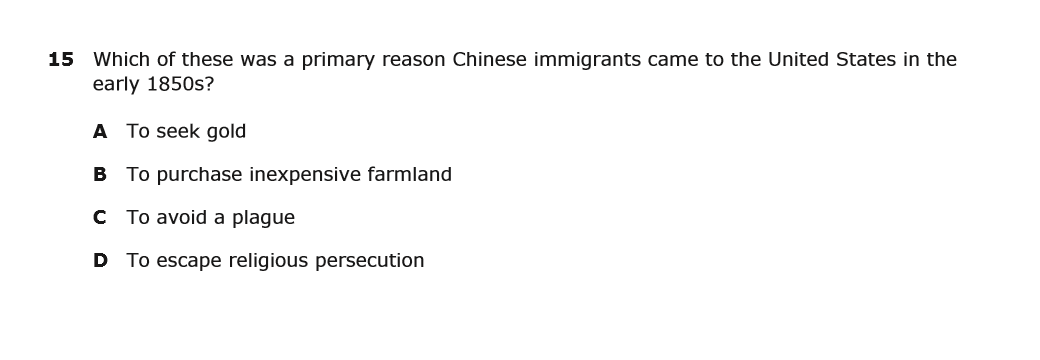 15 Which of these was a primary reason Chinese immigrants came to the United States in the
early 1850s?
A To seek gold
B To purchase inexpensive farmland
C To avoid a plague
D To escape religious persecution